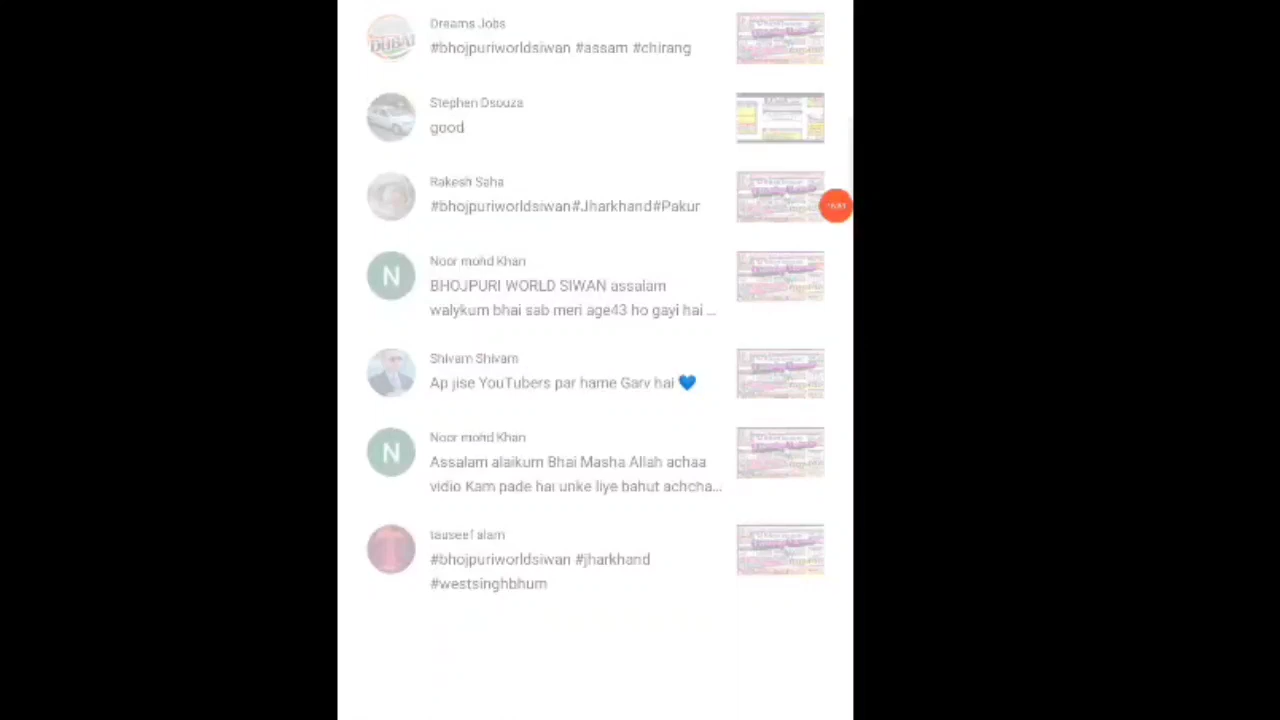 Dreams Jobs
#bhojpuriworldsiwan #assam #chirang
Stephen Dsouza
good
Rakesh Saha
#bhojpuriworldsiwan#Jharkhand#Pakur
Noor mohd Khan
BHOJPURI WORLD SIWAN assalam
walykum bhai sab meri age43 ho gayi hai ...
Shivam Shivam
Ap jise YouTubers par hame Garv hai 💙
Noor mohd Khan
Assalam alaikum Bhai Masha Allah achaa
vidio Kam pade hai unke liye bahut achcha...
tauseef alam
#bhojpuriworldsiwan #jharkhand
#westsinghbhum
DUBAI
N
N